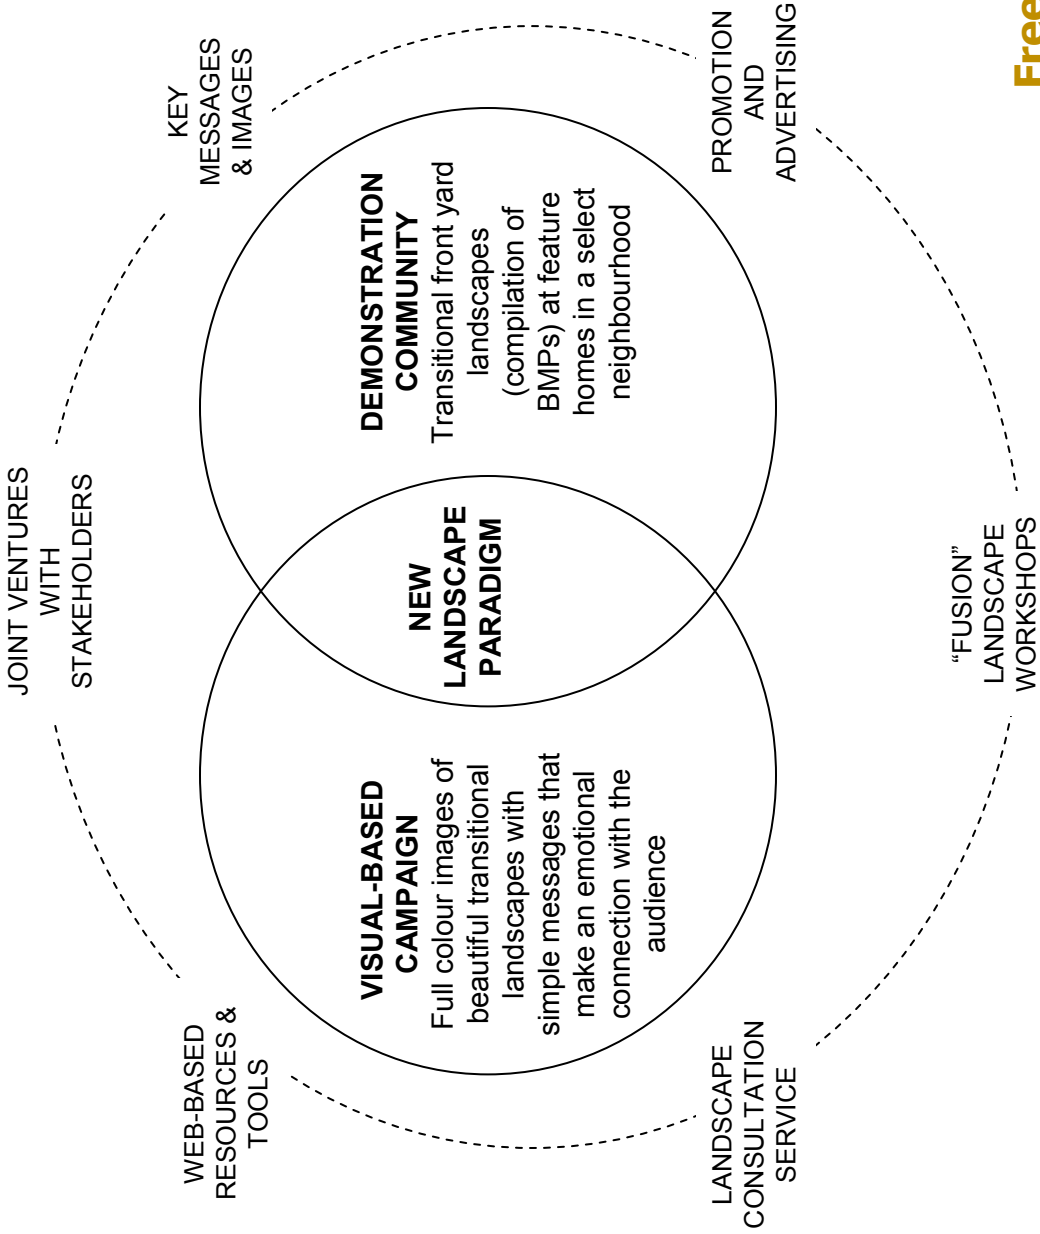 JOINT VENTURES
WITH
STAKEHOLDERS
WEB-BASED
RESOURCES &
TOOLS
KEY
MESSAGES
& IMAGES
VISUAL-BASED
CAMPAIGN
Full colour images of
beautiful transitional
landscapes with
simple messages that
make an emotional
connection with the
audience
NEW
LANDSCAPE
PARADIGM
DEMONSTRATION
COMMUNITY
Transitional front yard
landscapes
(compilation of
BMPs) at feature
homes in a select
neighbourhood
LANDSCAPE
CONSULTATION
SERVICE
PROMOTION
AND
ADVERTISING
“FUSION”
LANDSCAPE
WORKSHOPS
Free